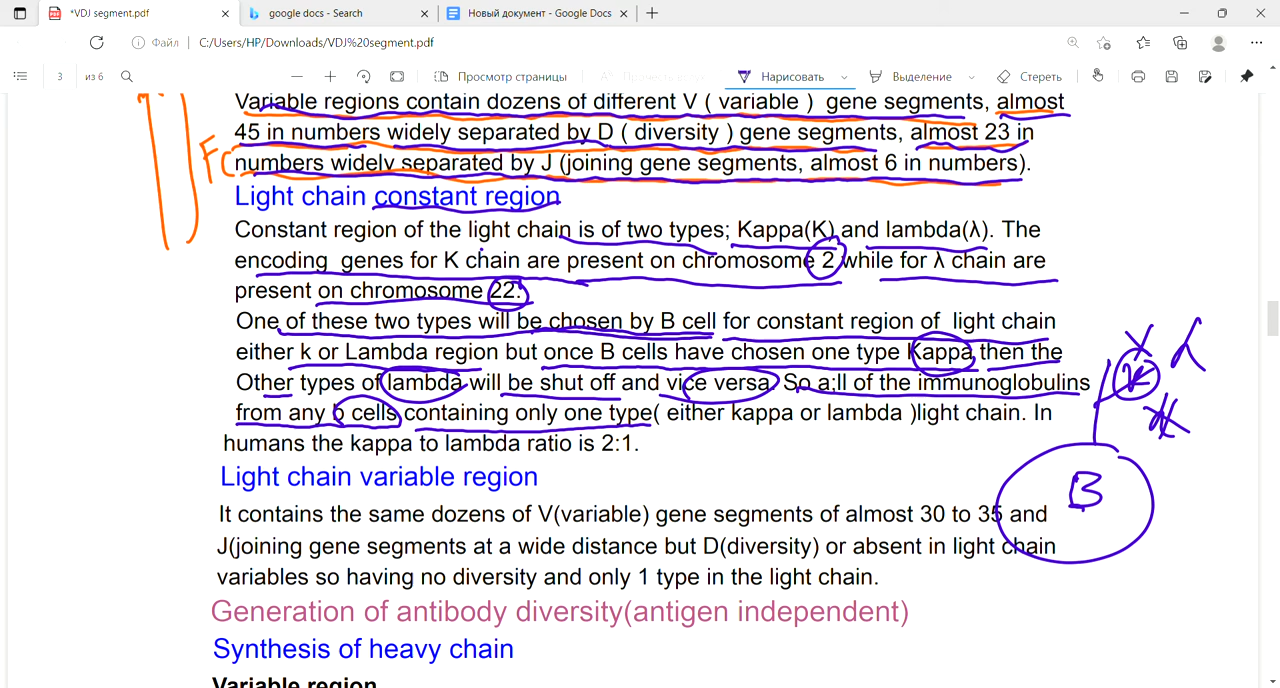 *VDJ segment.pdf
google docs - Search
Новый документ - Google Docs
Файл
C:/Users/HP/Downloads/VDJ%20segment.pdf
3 из 6
Просмотр страницы
Прочесть вслух
Нарисовать
Выделение
Стереть
Variable regions contain dozens of different V ( variable ) gene segments, almost
45 in numbers widely separated by D ( diversity ) gene segments, almost 23 in
numbers widely separated by J (joining gene segments, almost 6 in numbers).
Fc
Light chain constant region
Constant region of the light chain is of two types; Kappa(K) and lambda(λ). The
encoding genes for K chain are present on chromosome 2 while for λ chain are
present on chromosome 22.
One of these two types will be chosen by B cell for constant region of light chain
either k or Lambda region but once B cells have chosen one type Kappa, then the
Other types of lambda will be shut off and vice versa. So a;ll of the immunoglobulins
from any b cells containing only one type( either kappa or lambda )light chain. In
humans the kappa to lambda ratio is 2:1.
λ
B
Light chain variable region
It contains the same dozens of V(variable) gene segments of almost 30 to 35 and
J(joining gene segments at a wide distance but D(diversity) or absent in light chain
variables so having no diversity and only 1 type in the light chain.
Generation of antibody diversity(antigen independent)
Synthesis of heavy chain
Variable region